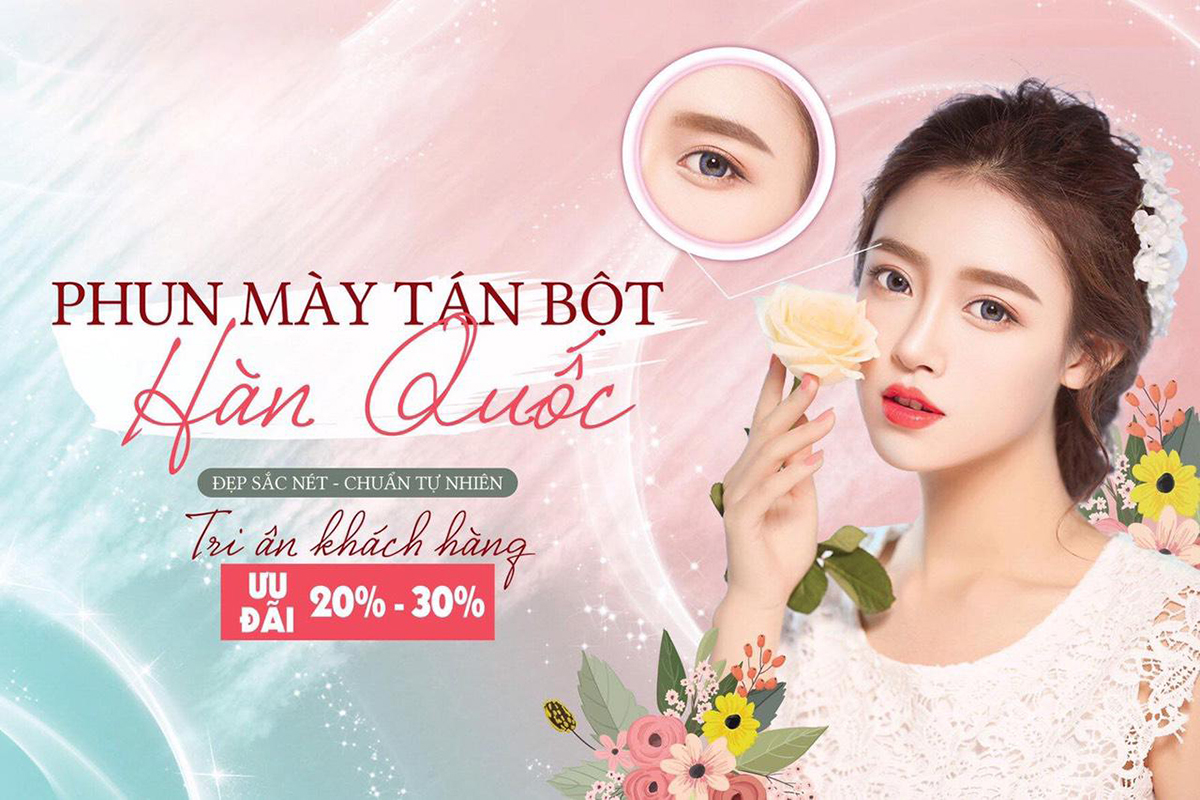 PHUN MÀY TÁN BỘT
Hàn Quốc
ĐẸP SẮC NÉT - CHUẨN TỰ NHIÊN
Tri ân khách hàng
ƯU ĐÃI 20% - 30%